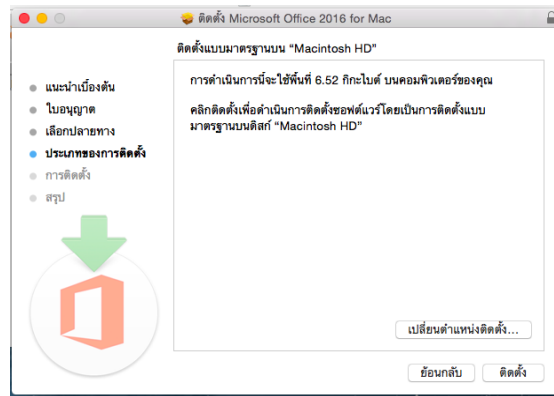 ติดตั้ง Microsoft Office 2016 for Mac
ติดตั้งแบบมาตรฐานบน “Macintosh HD”
แนะนำเบื้องต้น
ใบอนุญาต
เลือกปลายทาง
ประเภทของการติดตั้ง
การติดตั้ง
สรุป
การดำเนินการนี้จะใช้พื้นที่ 6.52 กิกะไบต์ บนคอมพิวเตอร์ของคุณ
คลิกติดตั้งเพื่อดำเนินการติดตั้งซอฟต์แวร์โดยเป็นการติดตั้งแบบ
มาตรฐานบนดิสก์ “Macintosh HD”
เปลี่ยนตำแหน่งติดตั้ง...
ย้อนกลับ
ติดตั้ง